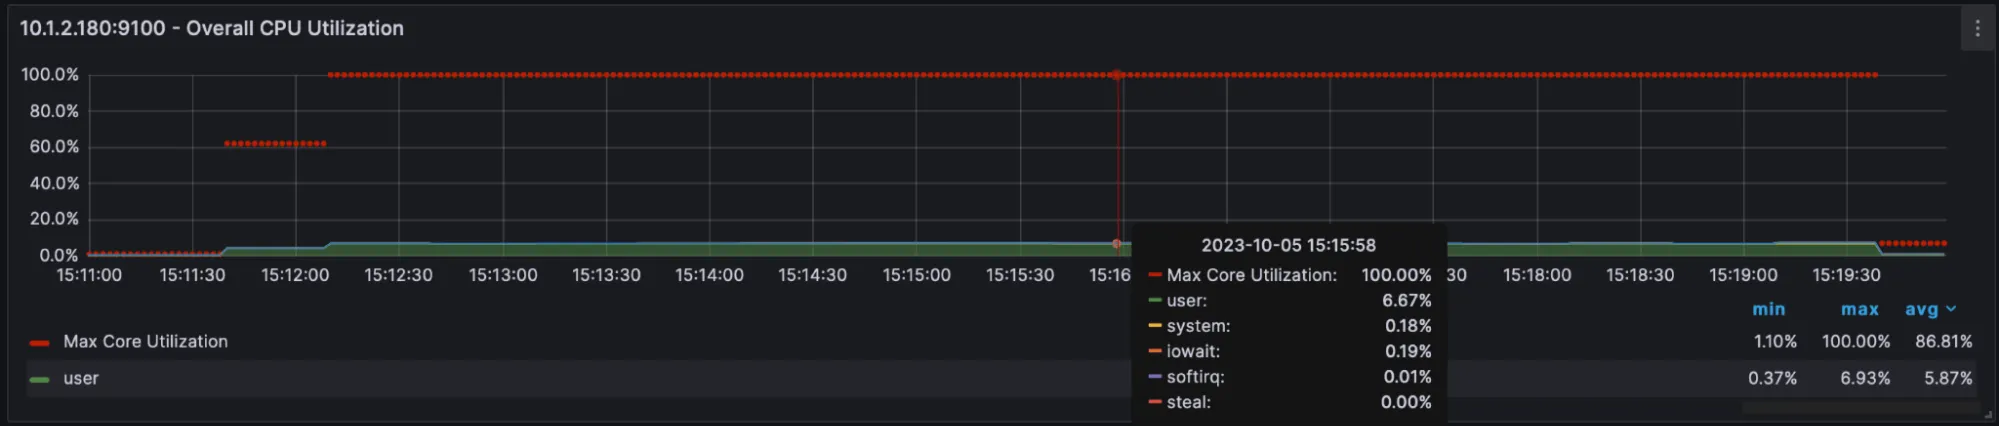 10.1.2.180:9100 - Overall CPU Utilization
100.0%
80.0%
60.0%
40.0%
20.0%
0.0%
15:11:00 15:11:30 15:12:00 15:12:30 15:13:00 15:13:30 15:14:00 15:14:30 15:15:00 15:15:30 15:16 30 15:18:00 15:18:30 15:19:00 15:19:30
2023-10-05 15:15:58
Max Core Utilization: 100.00%
user: 6.67%
system: 0.18%
iowait: 0.19%
softirq: 0.01%
steal: 0.00%
min max avg
Max Core Utilization 1.10% 100.00% 86.81%
user 0.37% 6.93% 5.87%